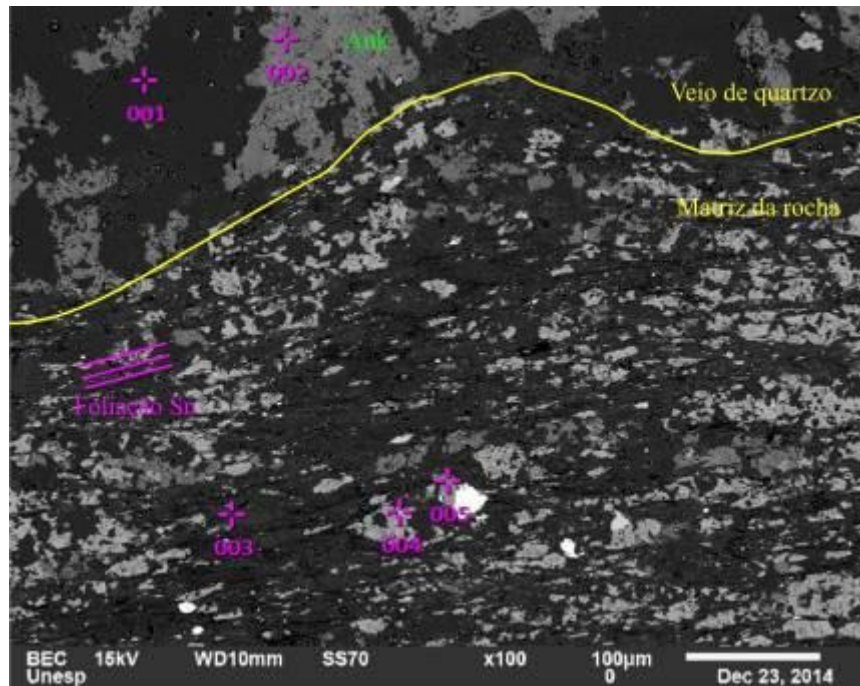 Ank
002
001
Veio de quartzo
Matriz da rocha
Foliação Sn
005
003
004
BEC 15kV WD10mm SS70 x100 100µm
Unesp 0 Dec 23, 2014